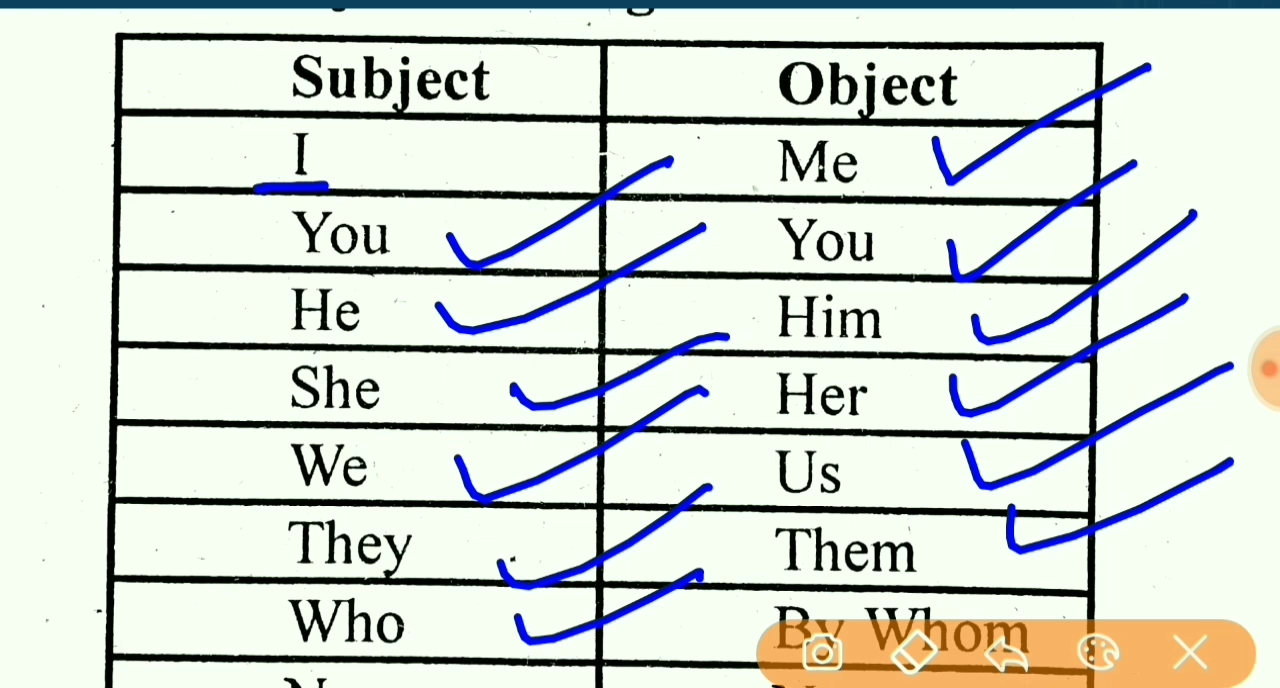 Subject Object
I Me
You You
He Him
She Her
We Us
They Them
Who By Whom